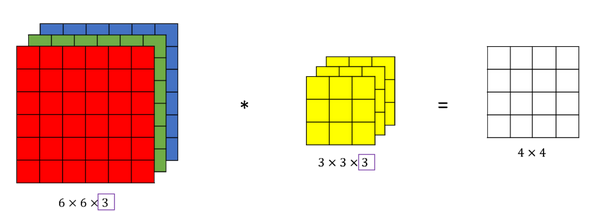 *
=
6 × 6 × 3
3 × 3 × 3
4 × 4